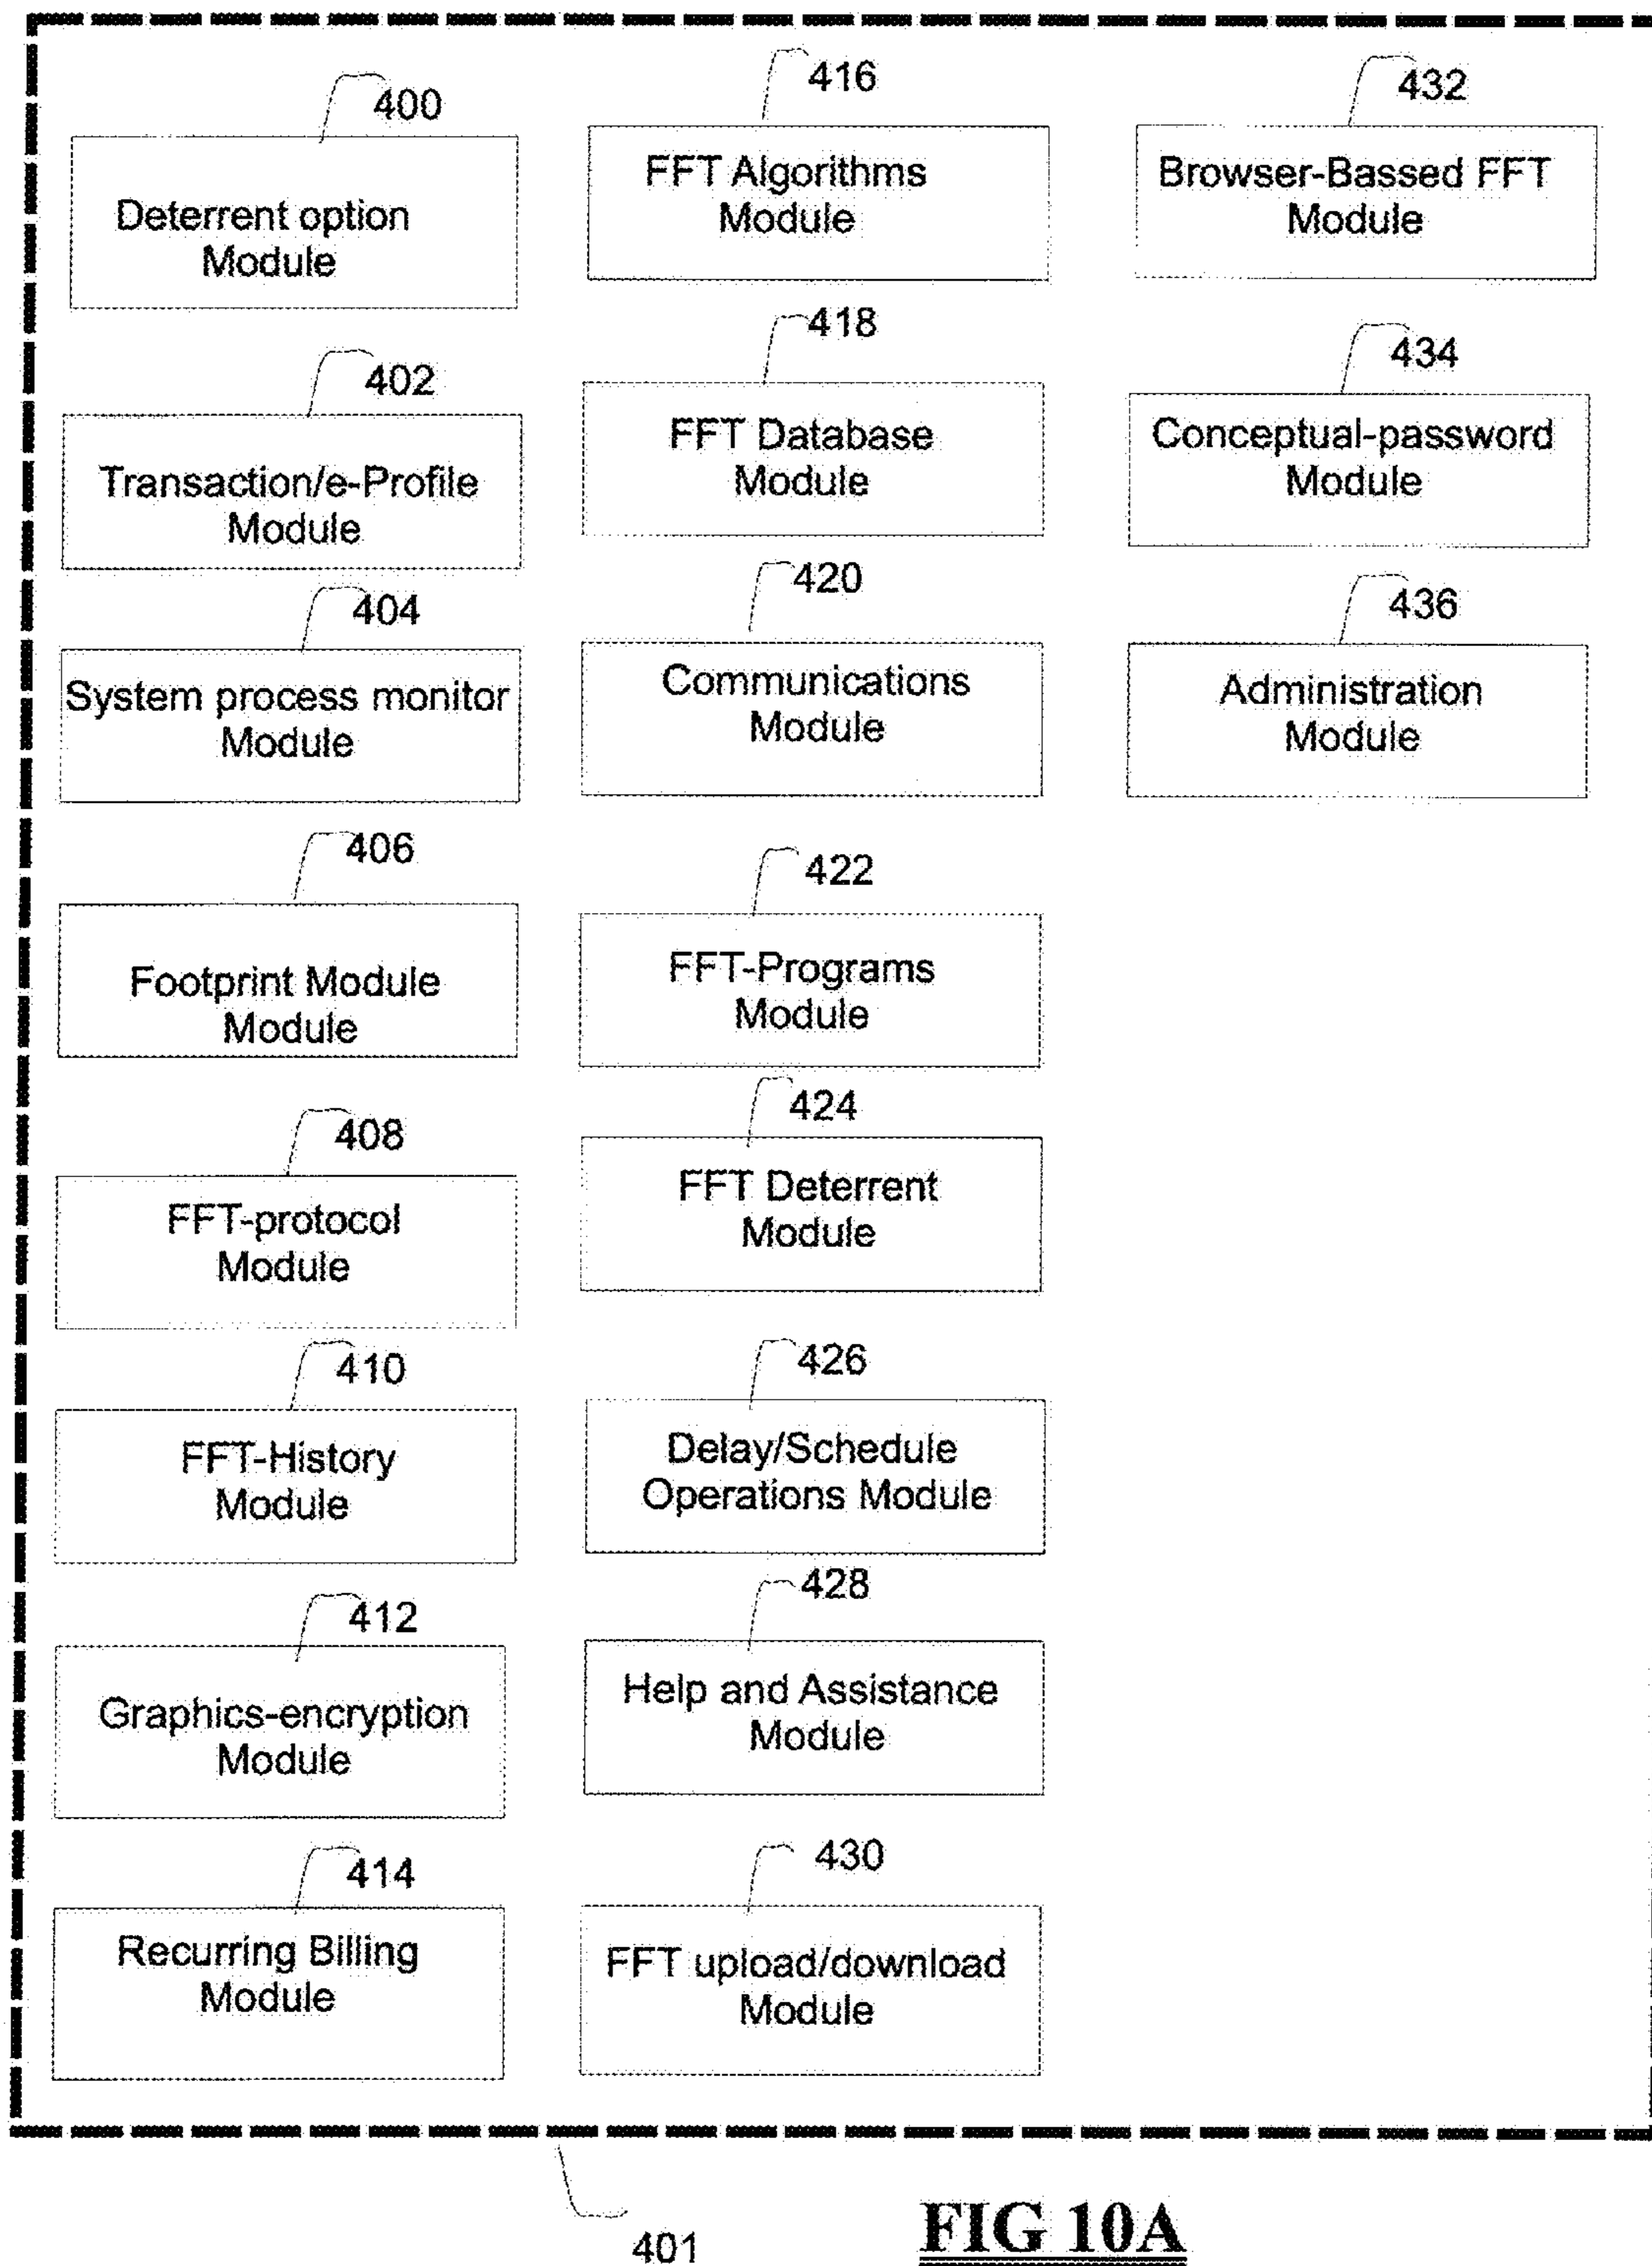 400
Deterrent option
Module
402
Transaction/e-Profile
Module
404
System process monitor
Module
406
Footprint Module
Module
408
FFT-protocol
Module
410
FFT-History
Module
412
Graphics-encryption
Module
414
Recurring Billing
Module
416
FFT Algorithms
Module
418
FFT Database
Module
420
Communications
Module
422
FFT-Programs
Module
424
FFT Deterrent
Module
426
Delay/Schedule
Operations Module
428
Help and Assistance
Module
430
FFT upload/download
Module
432
Browser-Bassed FFT
Module
434
Conceptual-password
Module
436
Administration
Module
401
FIG 10A